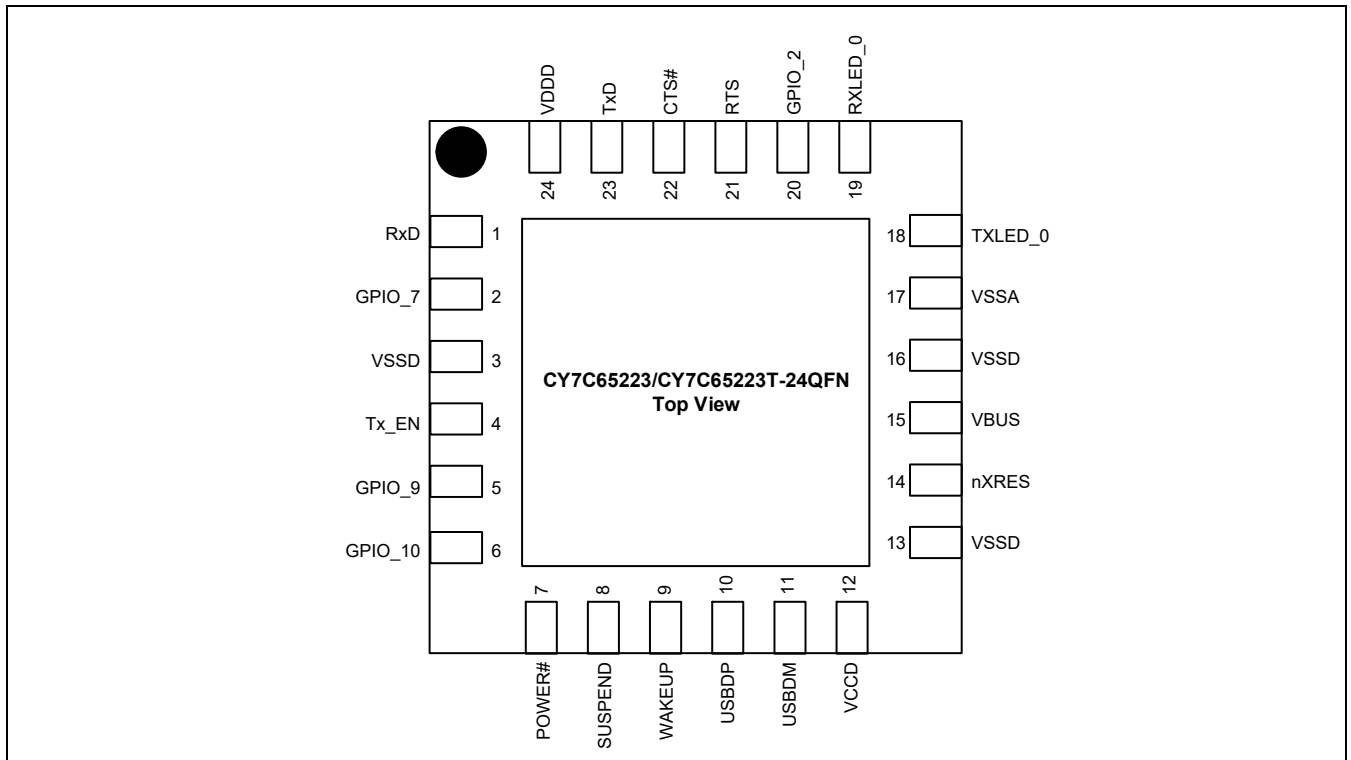 VDDD
TxD
CTS#
RTS
GPIO_2
RXLED_0
24
23
22
21
20
19
RxD 1
GPIO_7 2
VSSD 3
Tx_EN 4
GPIO_9 5
GPIO_10 6
CY7C65223/CY7C65223T-24QFN
Top View
18 TXLED_0
17 VSSA
16 VSSD
15 VBUS
14 nXRES
13 VSSD
7
8
9
10
11
12
POWER#
SUSPEND
WAKEUP
USBDP
USBDM
VCCD